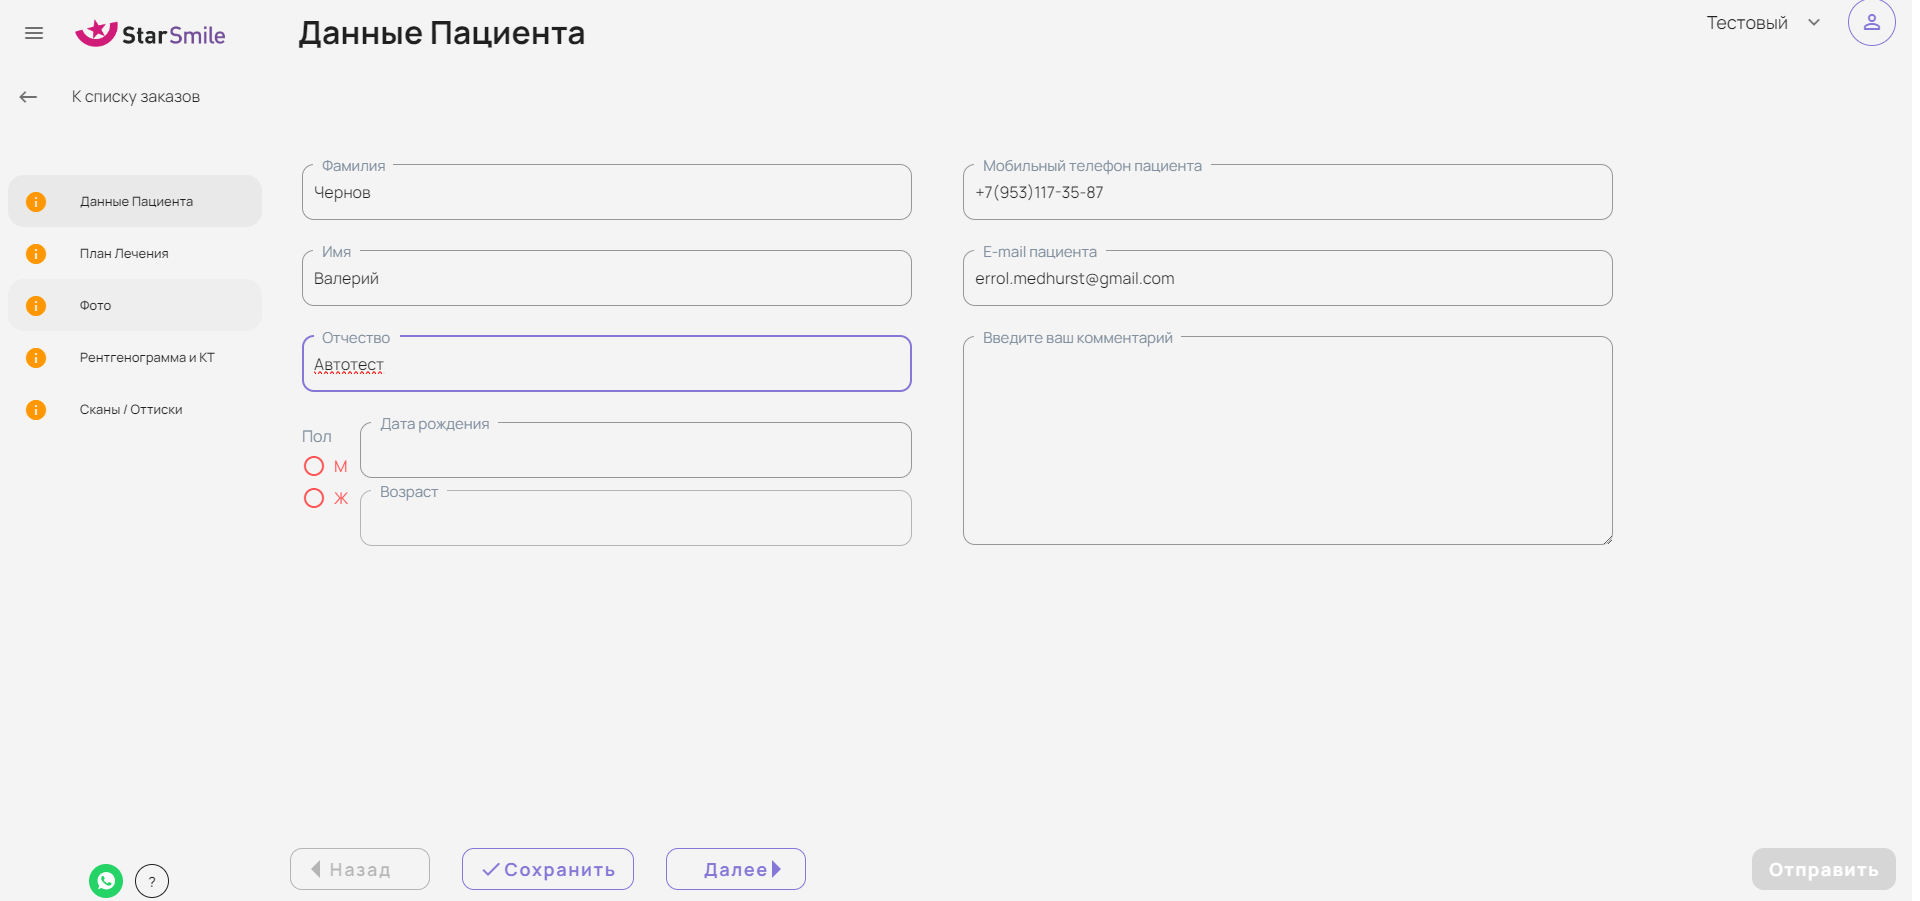 StarSmile
Данные Пациента
Тестовый
К списку заказов
Данные Пациента
План Лечения
Фото
Рентгенограмма и КТ
Сканы / Оттиски
Фамилия
Чернов
Имя
Валерий
Отчество
Автотест
Пол
М
Ж
Дата рождения
Возраст
Мобильный телефон пациента
+7(953)117-35-87
E-mail пациента
errol.medhurst@gmail.com
Введите ваш комментарий
?
Назад
Сохранить
Далее
Отправить